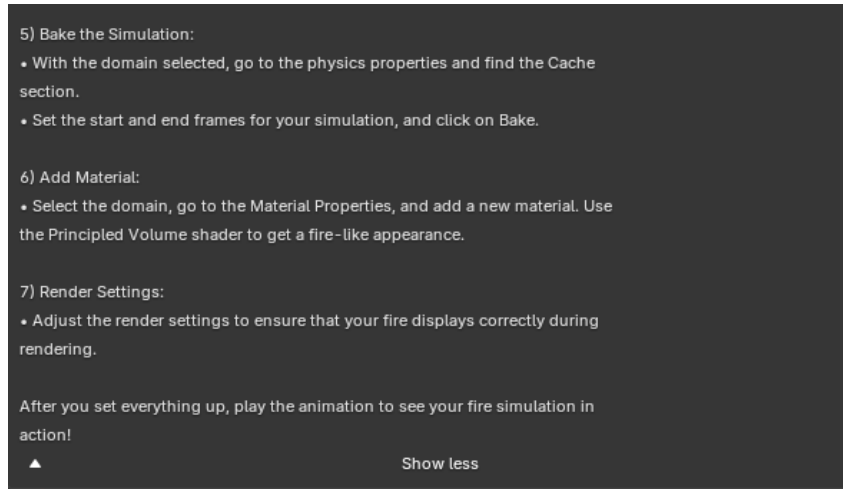 5) Bake the Simulation:
• With the domain selected, go to the physics properties and find the Cache
section.
• Set the start and end frames for your simulation, and click on Bake.
6) Add Material:
• Select the domain, go to the Material Properties, and add a new material. Use
the Principled Volume shader to get a fire-like appearance.
7) Render Settings:
• Adjust the render settings to ensure that your fire displays correctly during
rendering.
After you set everything up, play the animation to see your fire simulation in
action!
Show less